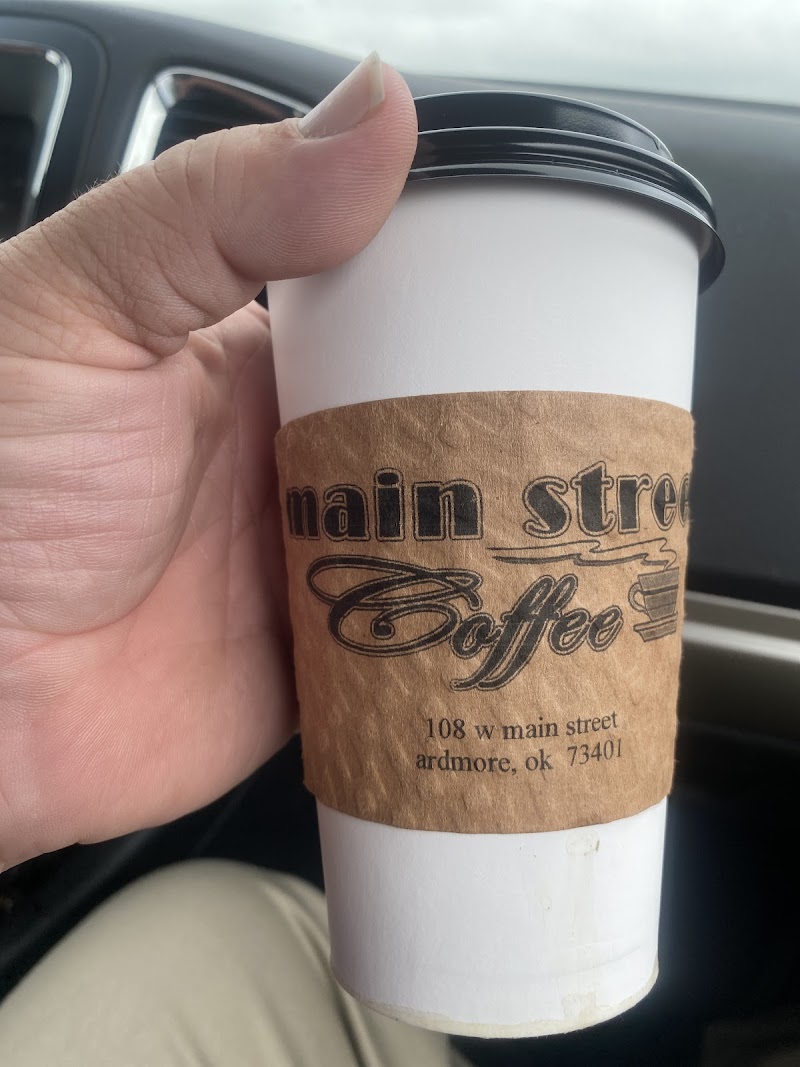 main stree
Coffee
108 w main street
ardmore, ok 73401